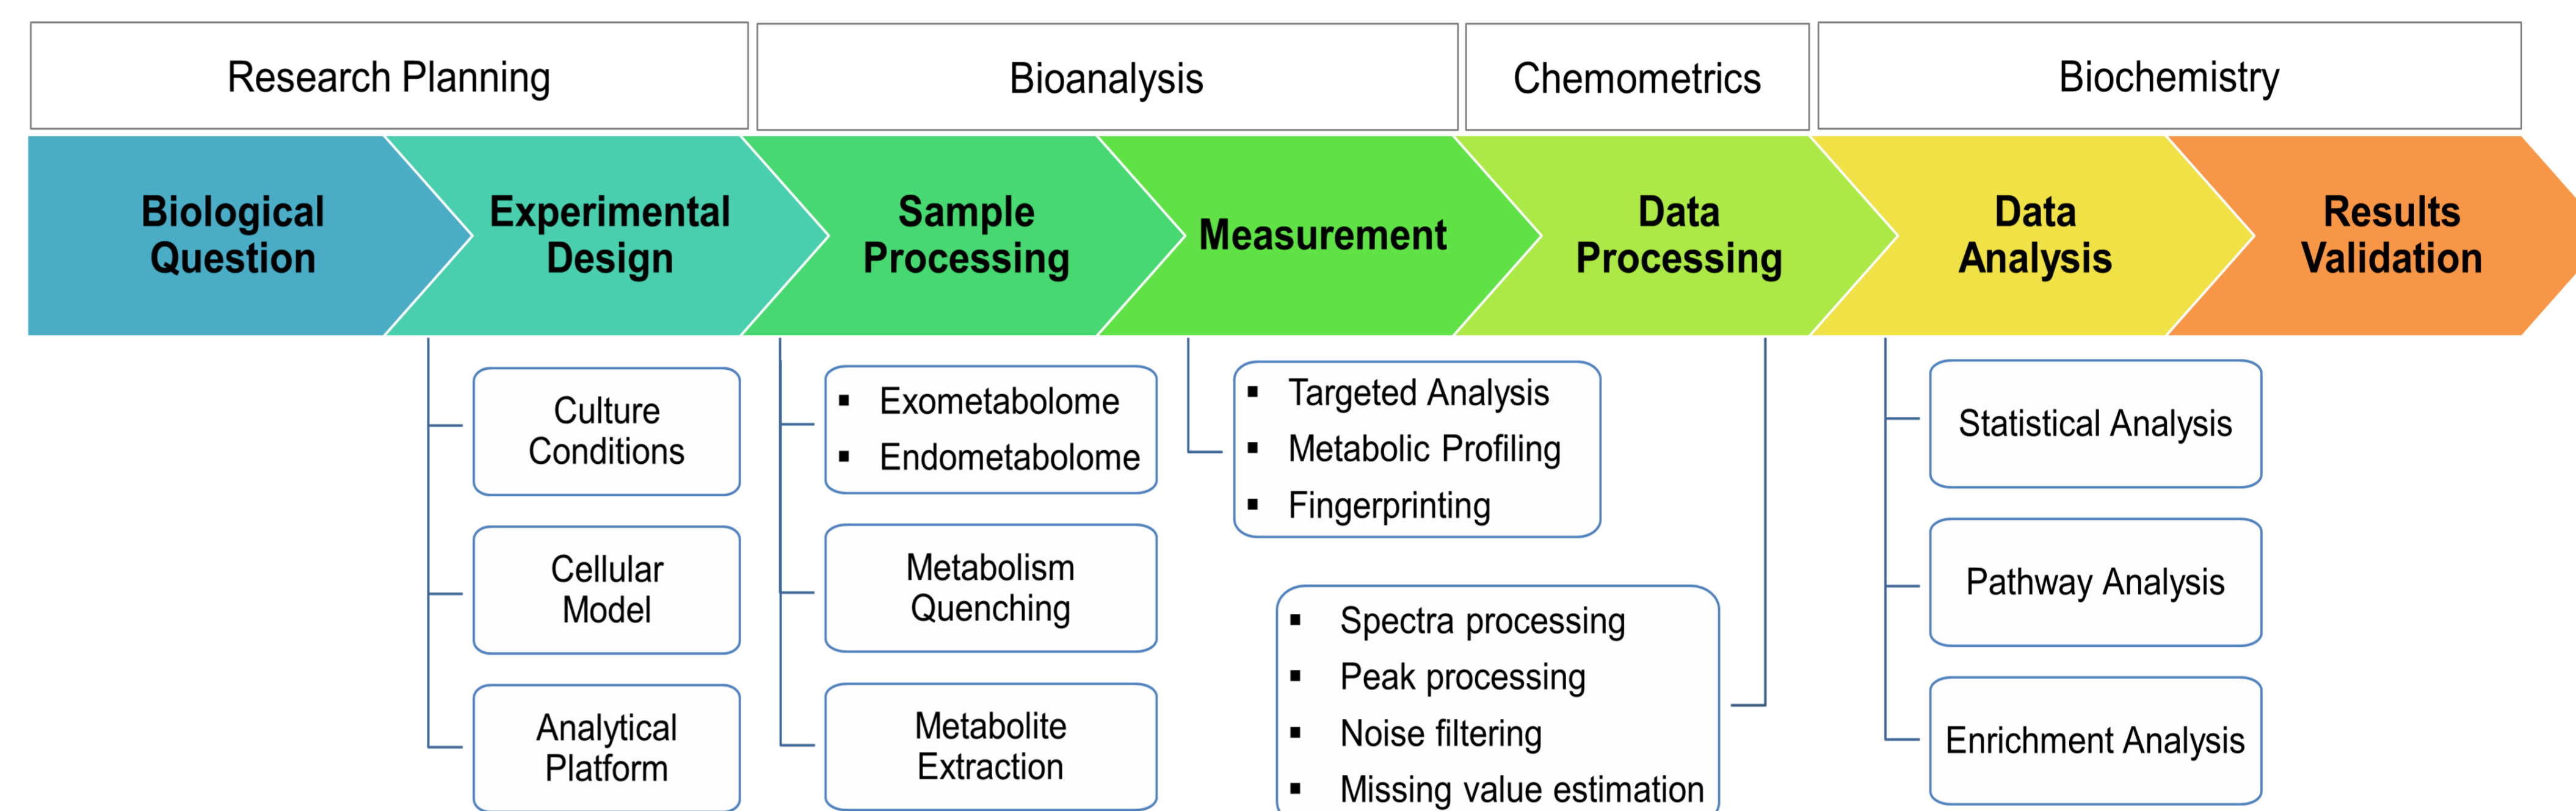 Research Planning
Bioanalysis
Chemometrics
Biochemistry
Biological
Question
Experimental
Design
Sample
Processing
Measurement
Data
Processing
Data
Analysis
Results
Validation
Culture
Conditions
Cellular
Model
Analytical
Platform
▪ Exometabolome
▪ Endometabolome
Metabolism
Quenching
Metabolite
Extraction
▪ Targeted Analysis
▪ Metabolic Profiling
▪ Fingerprinting
▪ Spectra processing
▪ Peak processing
▪ Noise filtering
▪ Missing value estimation
Statistical Analysis
Pathway Analysis
Enrichment Analysis